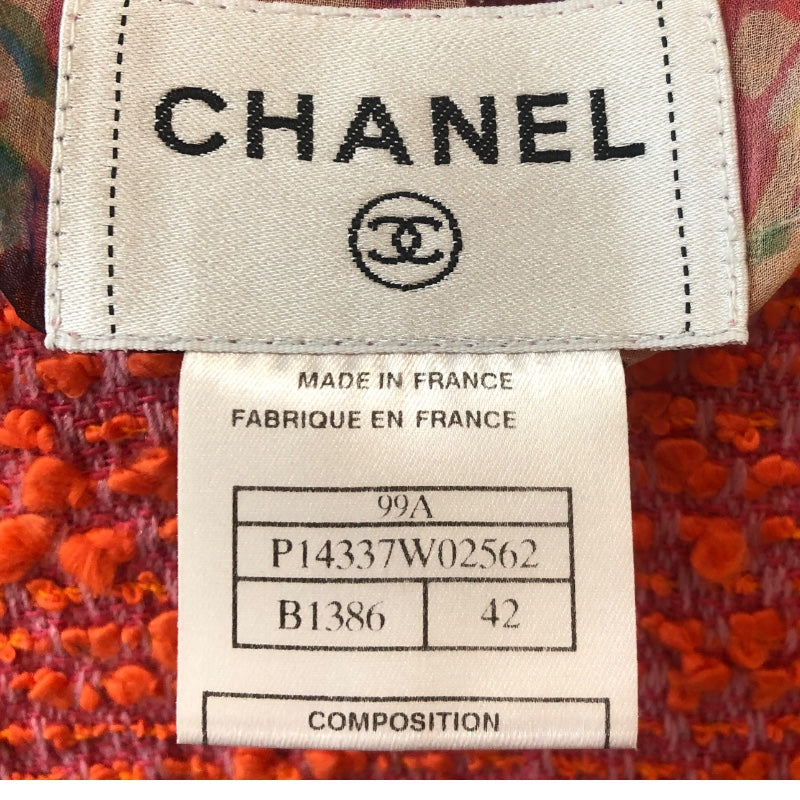 CHANEL
MADE IN FRANCE
FABRIQUE EN FRANCE
99A
P14337W02562
B1386 42
COMPOSITION